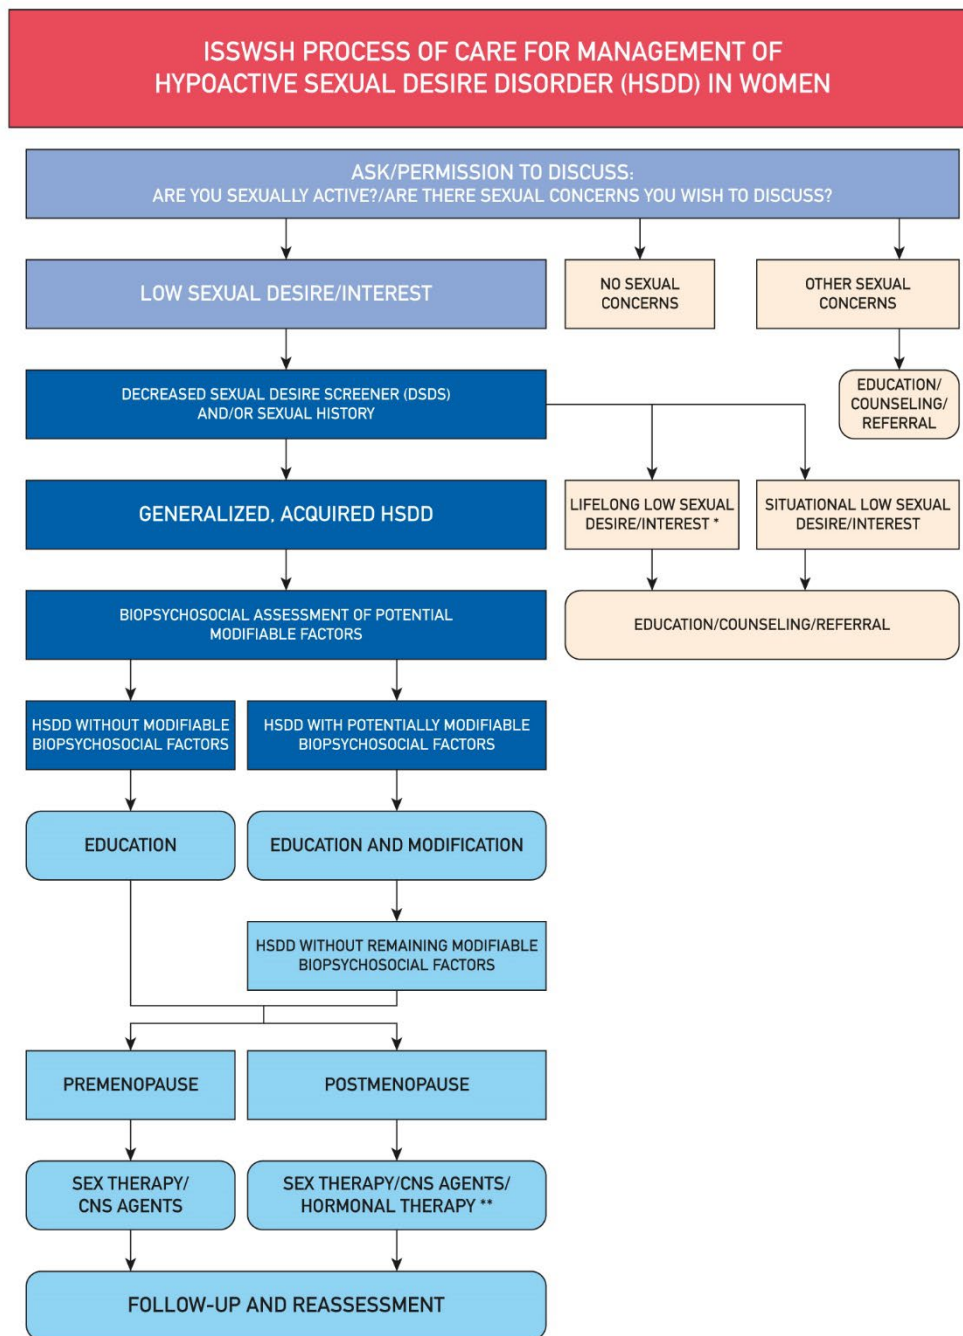 ISSWSH PROCESS OF CARE FOR MANAGEMENT OF
HYPOACTIVE SEXUAL DESIRE DISORDER (HSDD) IN WOMEN
ASK/PERMISSION TO DISCUSS:
ARE YOU SEXUALLY ACTIVE?/ARE THERE SEXUAL CONCERNS YOU WISH TO DISCUSS?
LOW SEXUAL DESIRE/INTEREST
NO SEXUAL
CONCERNS
OTHER SEXUAL
CONCERNS
DECREASED SEXUAL DESIRE SCREENER (DSDS)
AND/OR SEXUAL HISTORY
EDUCATION/
COUNSELING/
REFERRAL
GENERALIZED, ACQUIRED HSDD
LIFELONG LOW SEXUAL
DESIRE/INTEREST *
SITUATIONAL LOW SEXUAL
DESIRE/INTEREST
BIOPSYCHOSOCIAL ASSESSMENT OF POTENTIAL
MODIFIABLE FACTORS
EDUCATION/COUNSELING/REFERRAL
HSDD WITHOUT MODIFIABLE
BIOPSYCHOSOCIAL FACTORS
HSDD WITH POTENTIALLY MODIFIABLE
BIOPSYCHOSOCIAL FACTORS
EDUCATION
EDUCATION AND MODIFICATION
HSDD WITHOUT REMAINING MODIFIABLE
BIOPSYCHOSOCIAL FACTORS
PREMENOPAUSE
POSTMENOPAUSE
SEX THERAPY/
CNS AGENTS
SEX THERAPY/CNS AGENTS/
HORMONAL THERAPY **
FOLLOW-UP AND REASSESSMENT